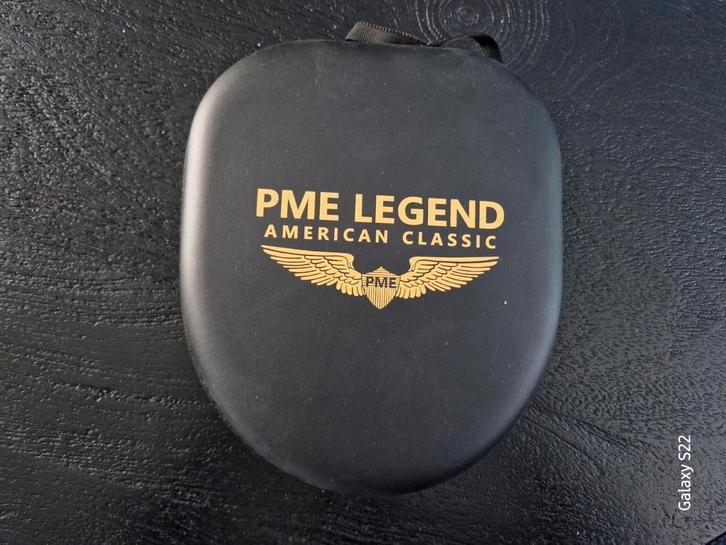 PME LEGEND
AMERICAN CLASSIC
PME
Galaxy S22